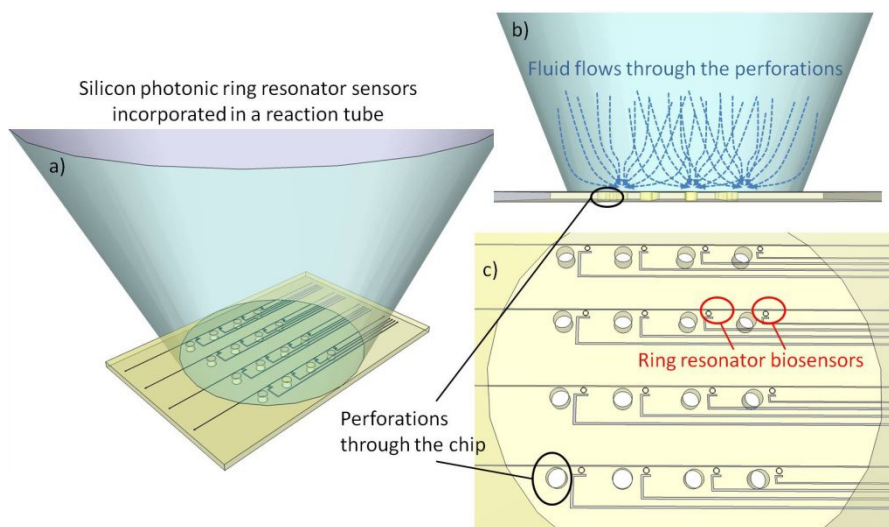 Silicon photonic ring resonator sensors
incorporated in a reaction tube
a)
b)
Fluid flows through the perforations
c)
Ring resonator biosensors
Perforations
through the chip